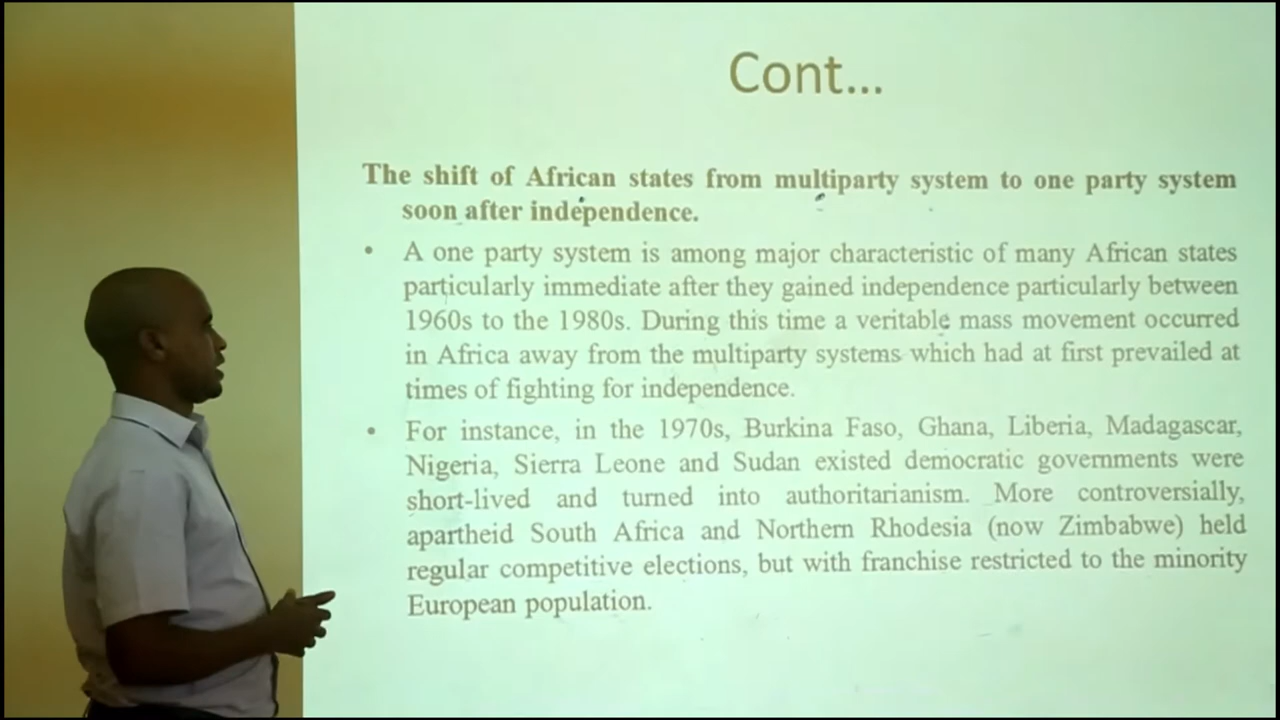 Cont...
The shift of African states from multiparty system to one party system
soon after independence.
• A one party system is among major characteristic of many African states
particularly immediate after they gained independence particularly between
1960s to the 1980s. During this time a veritable mass movement occurred
in Africa away from the multiparty systems which had at first prevailed at
times of fighting for independence.
• For instance, in the 1970s, Burkina Faso, Ghana, Liberia, Madagascar,
Nigeria, Sierra Leone and Sudan existed democratic governments were
short-lived and turned into authoritarianism. More controversially,
apartheid South Africa and Northern Rhodesia (now Zimbabwe) held
regular competitive elections, but with franchise restricted to the minority
European population.